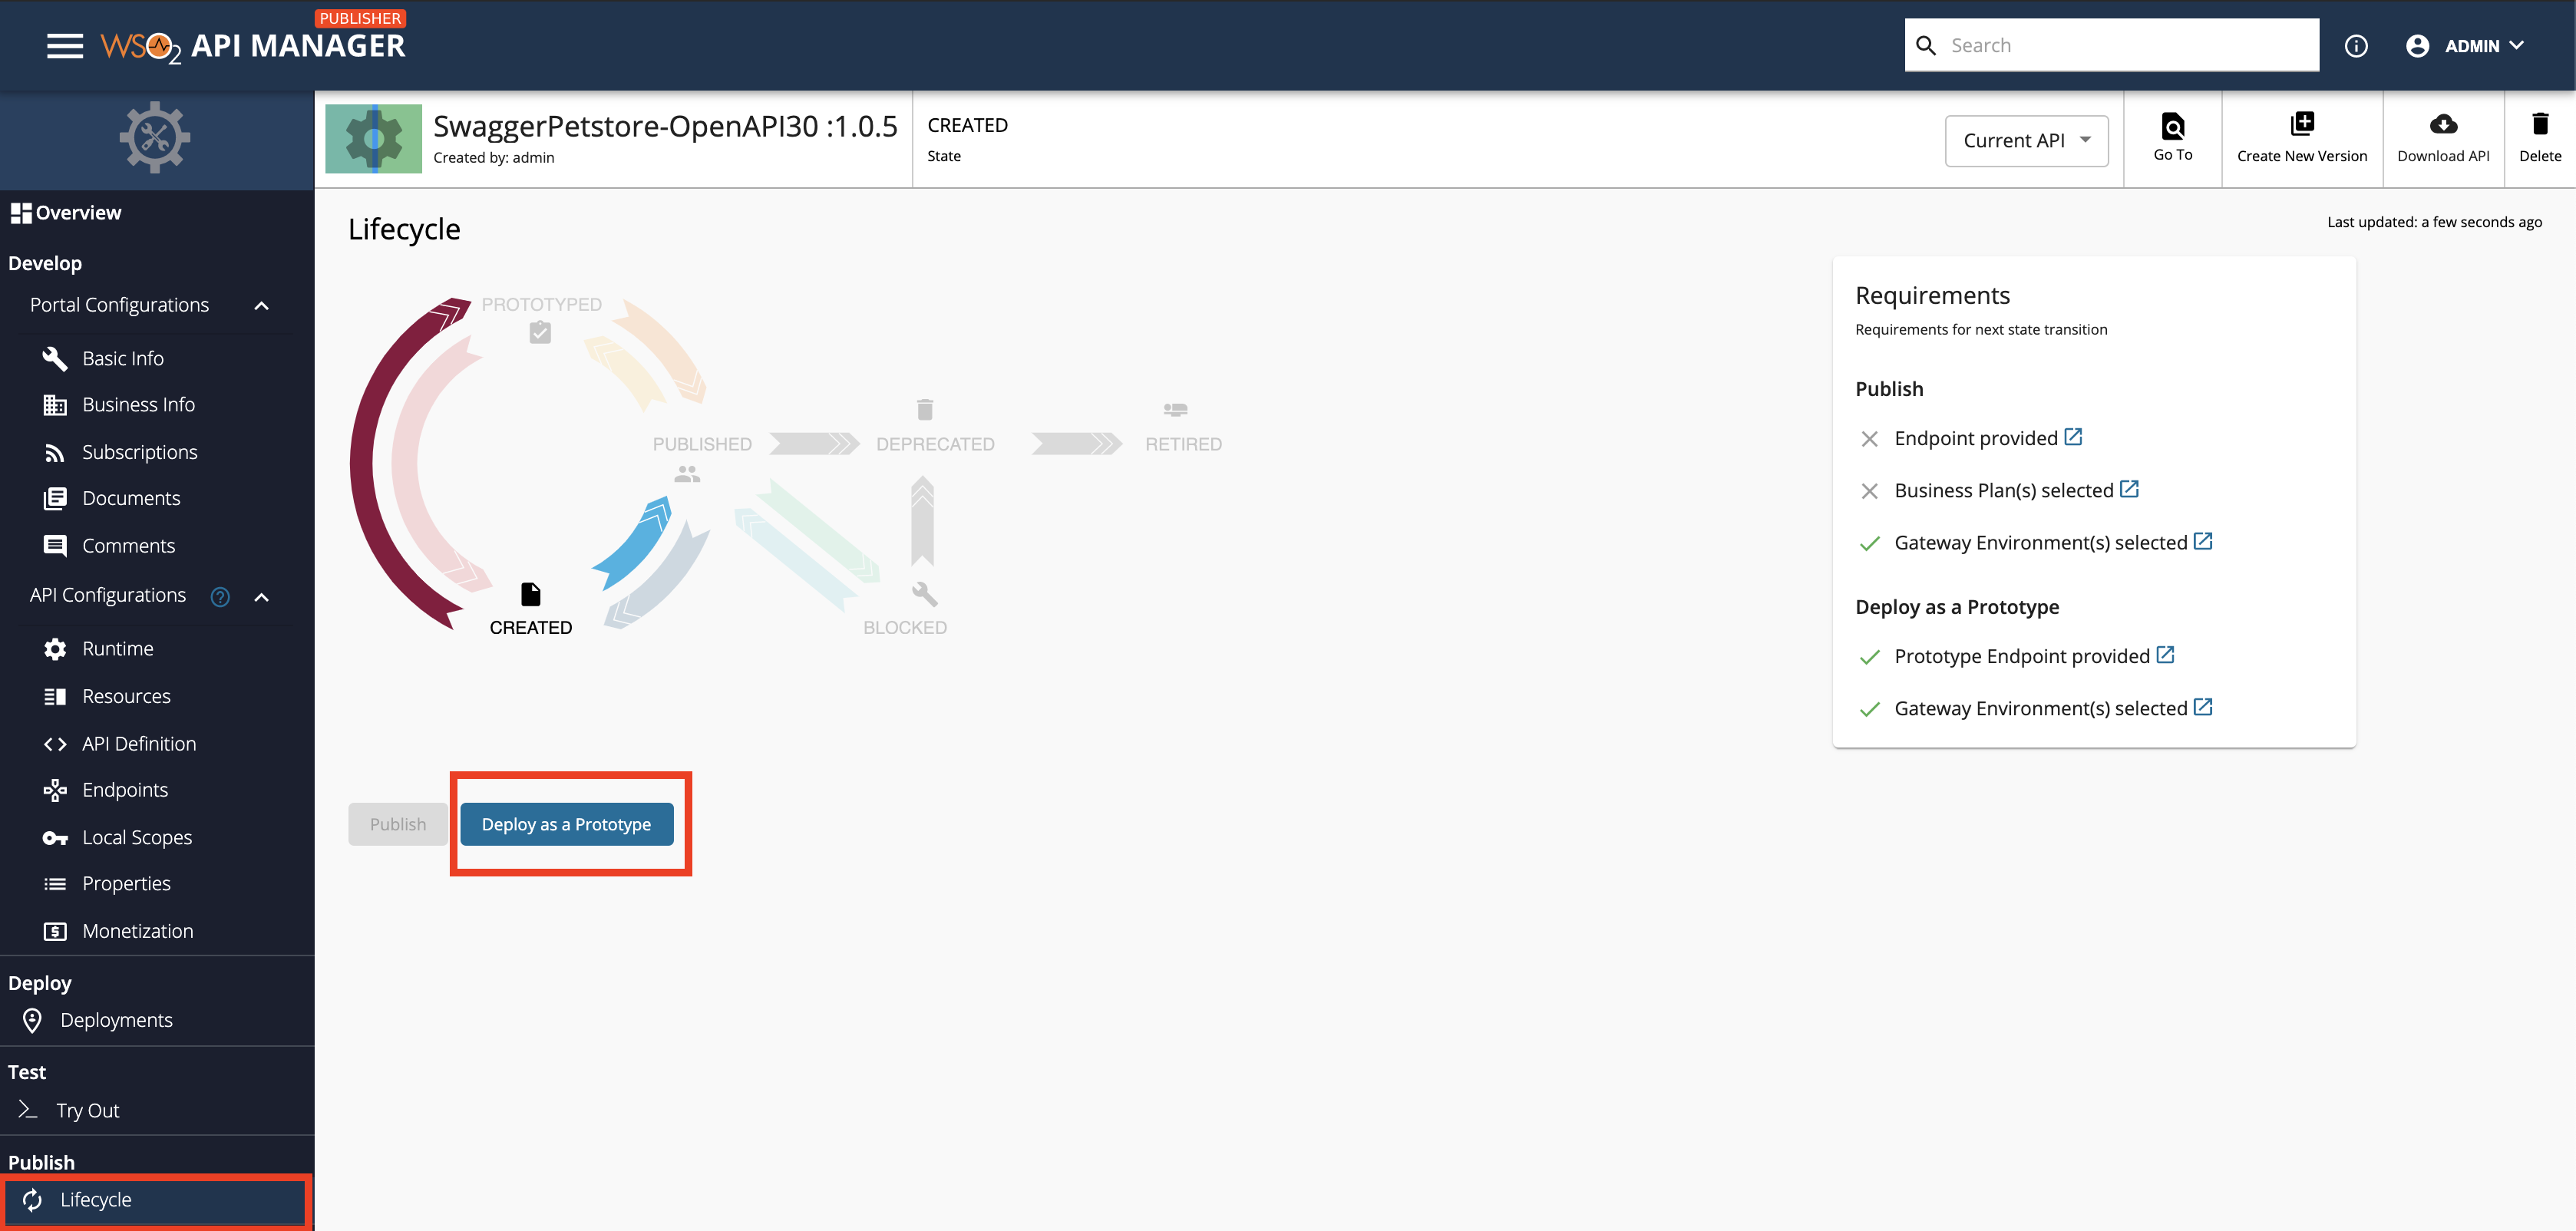 PUBLISHER
WSO2 API MANAGER
Search
ADMIN
SwaggerPetstore-OpenAPI30 :1.0.5
Created by: admin
CREATED
State
Current API
Go To
Create New Version
Download API
Delete
Overview
Develop
Portal Configurations
Basic Info
Business Info
Subscriptions
Documents
Comments
API Configurations
Runtime
Resources
API Definition
Endpoints
Local Scopes
Properties
Monetization
Deploy
Deployments
Test
Try Out
Publish
Lifecycle
Lifecycle
Last updated: a few seconds ago
PROTOTYPED
PUBLISHED
DEPRECATED
RETIRED
CREATED
BLOCKED
Publish
Deploy as a Prototype
Requirements
Requirements for next state transition
Publish
Endpoint provided
Business Plan(s) selected
Gateway Environment(s) selected
Deploy as a Prototype
Prototype Endpoint provided
Gateway Environment(s) selected